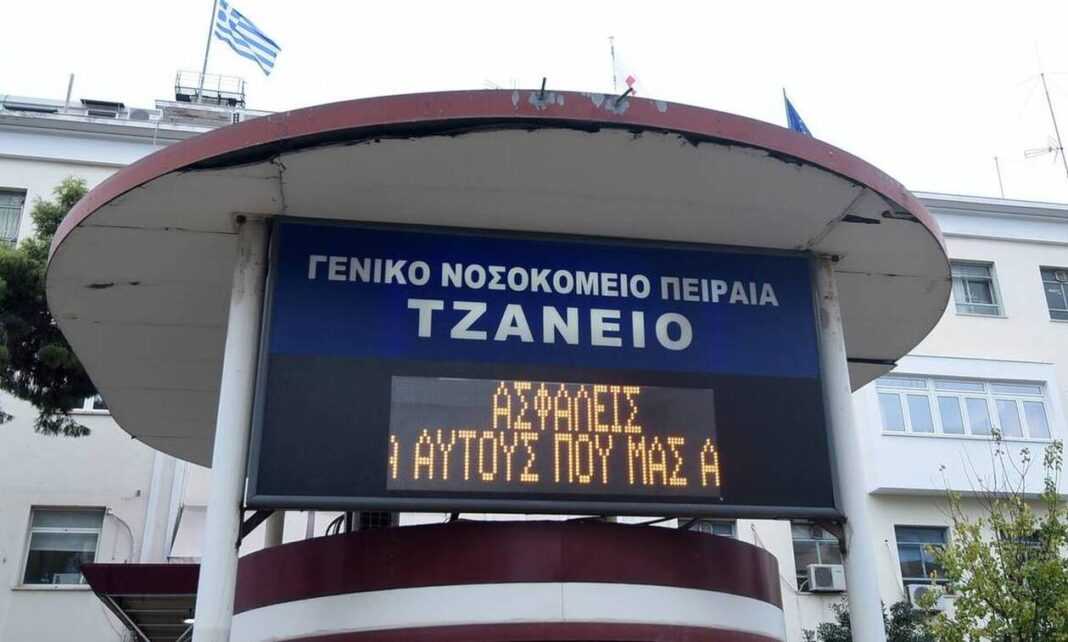 ΓΕΝΙΚΟ ΝΟΣΟΚΟΜΕΙΟ ΠΕΙΡΑΙΑ
ΤΖΑΝΕΙΟ
ΑΣΦΑΛΕΙΣ
ΑΥΤΟΥΣ ΠΟΥ ΜΑΣ Α